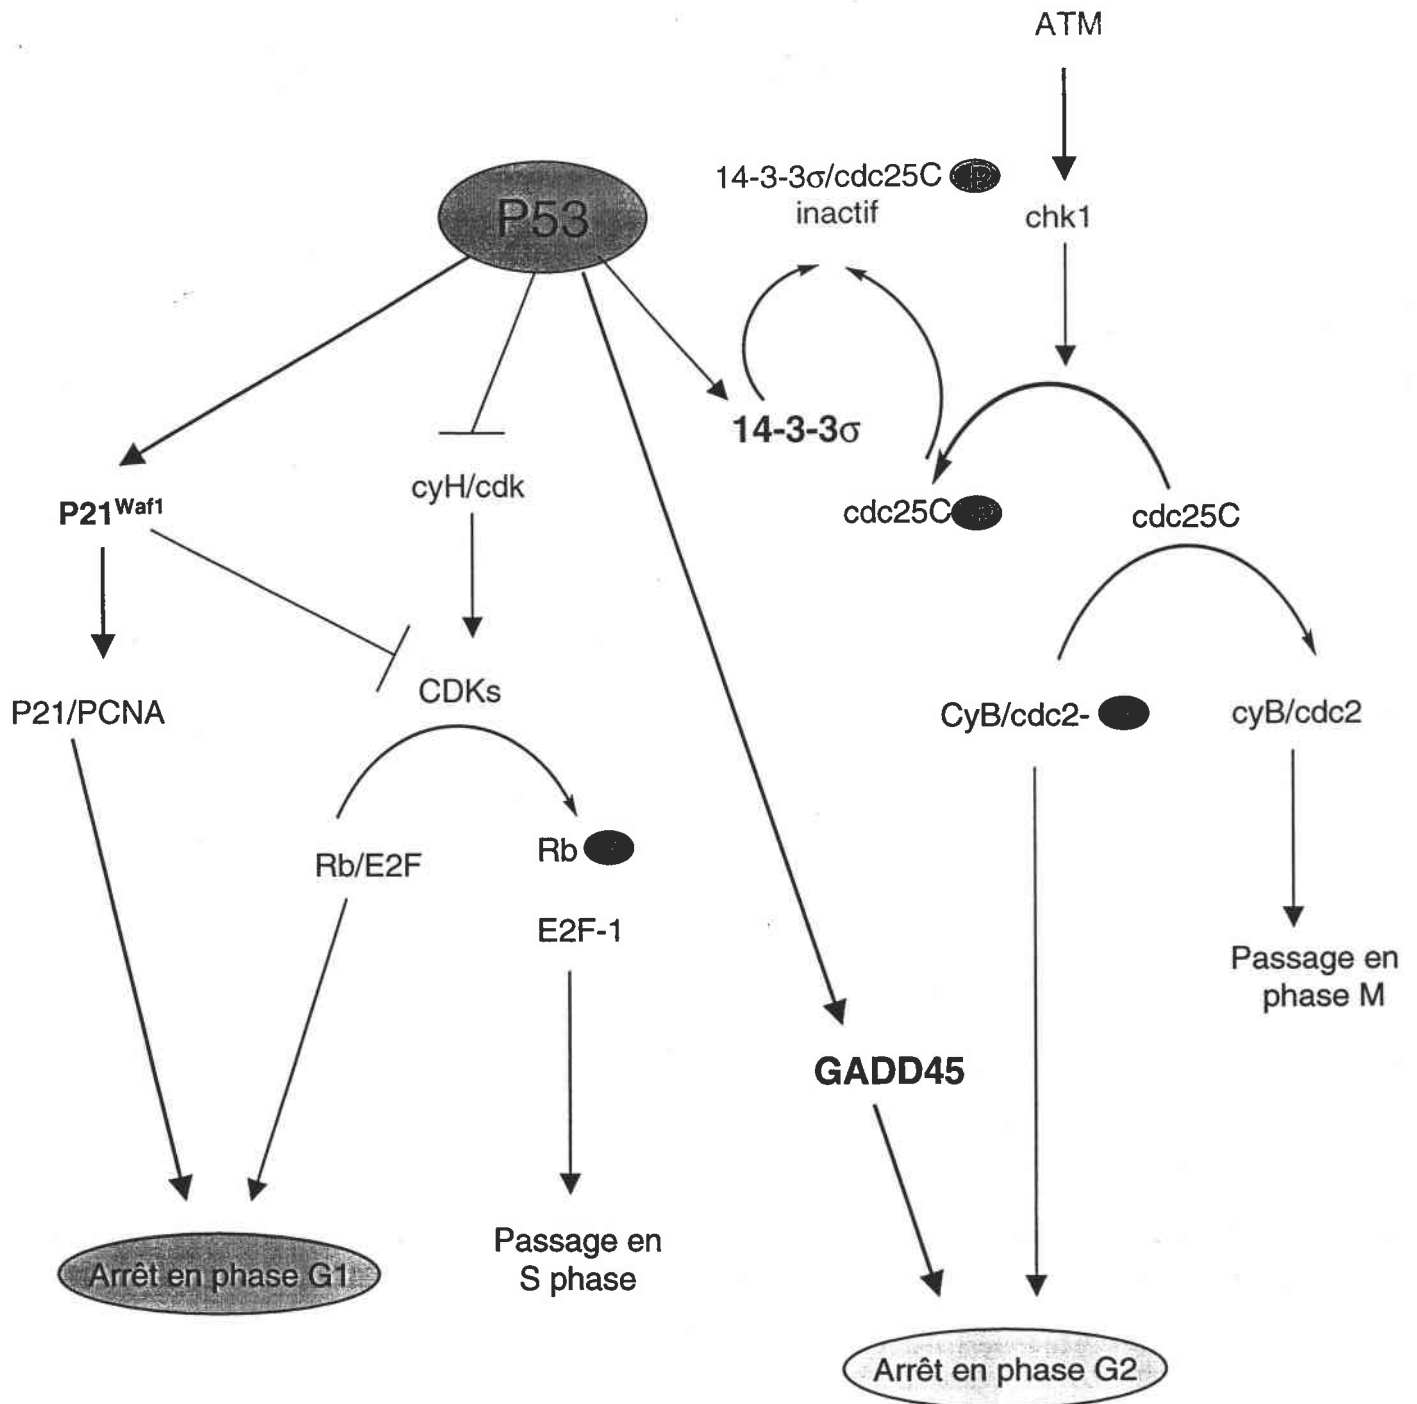 ATM
14-3-3σ/cdc25C P
inactif
chk1
P53
14-3-3σ
cyH/cdk
P21Waf1
cdc25C
cdc25C
CDKs
P21/PCNA
CyB/cdc2-
cyB/cdc2
Rb
Rb/E2F
E2F-1
Passage en
phase M
GADD45
Passage en
S phase
Arrêt en phase G1
Arrêt en phase G2